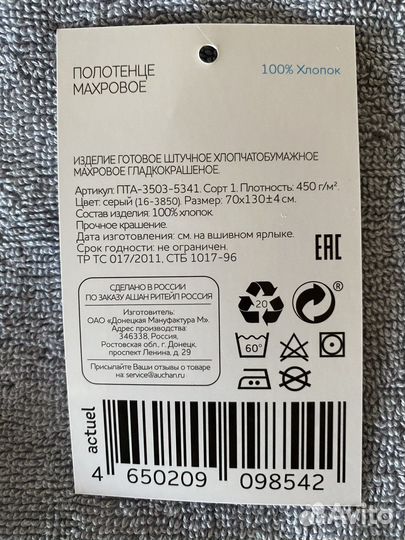 ПОЛОТЕНЦЕ
МАХРОВОЕ
100% Хлопок
ИЗДЕЛИЕ ГОТОВОЕ ШТУЧНОЕ ХЛОПЧАТОБУМАЖНОЕ
МАХРОВОЕ ГЛАДКОКРАШЕНОЕ.
Артикул: ПТА-3503-5341. Сорт 1. Плотность: 450 г/м².
Цвет: серый (16-3850). Размер: 70х130±4 см.
Состав изделия: 100% хлопок.
Прочное крашение.
Дата изготовления: см. на вшивном ярлыке.
Срок годности: не ограничен.
ТР ТС 017/2011, СТБ 1017-96
EAC
СДЕЛАНО В РОССИИ
ПО ЗАКАЗУ АШАН РИТЕЙЛ РОССИЯ
Изготовитель:
ОАО «Донецкая Мануфактура М».
Адрес производства:
346338, Россия,
Ростовская обл., г. Донецк,
проспект Ленина, д. 29
Присылайте Ваши отзывы о товаре
на: service@auchan.ru
20
®
60°
actuel
4 650209 098542
Avito